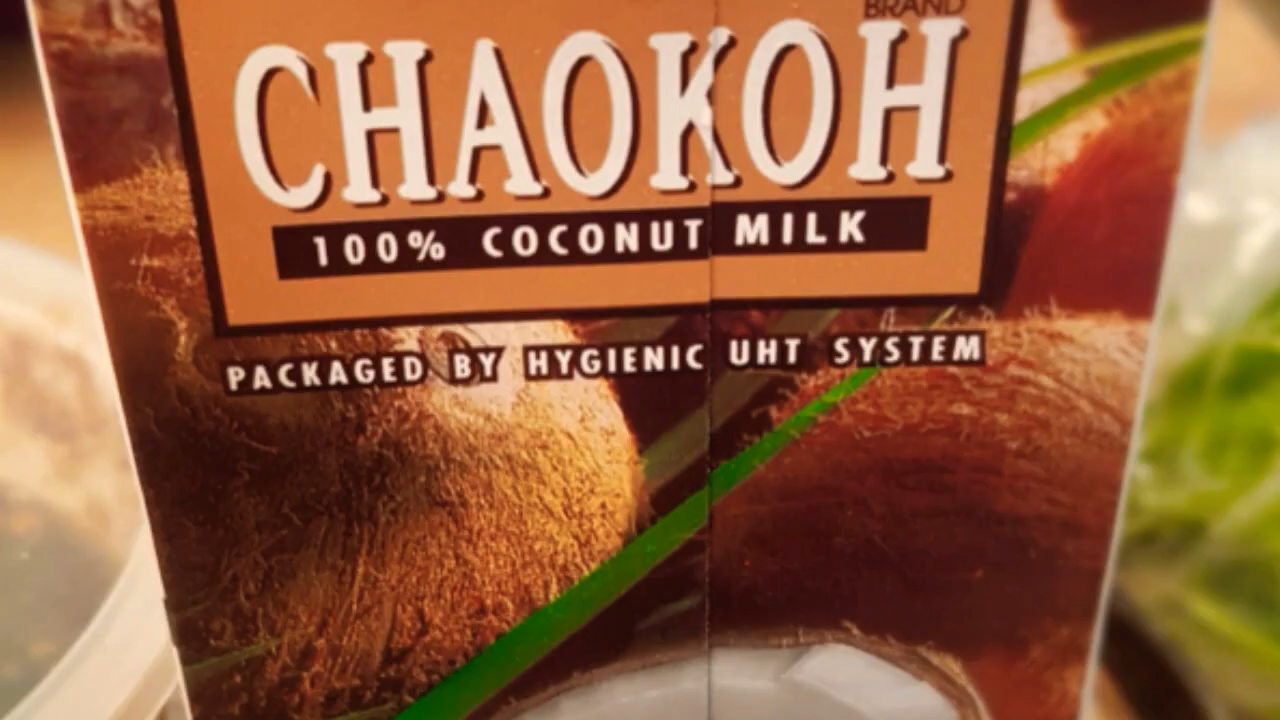 BRAND
CHAOKOH
100% COCONUT MILK
PACKAGED BY HYGIENIC UHT SYSTEM